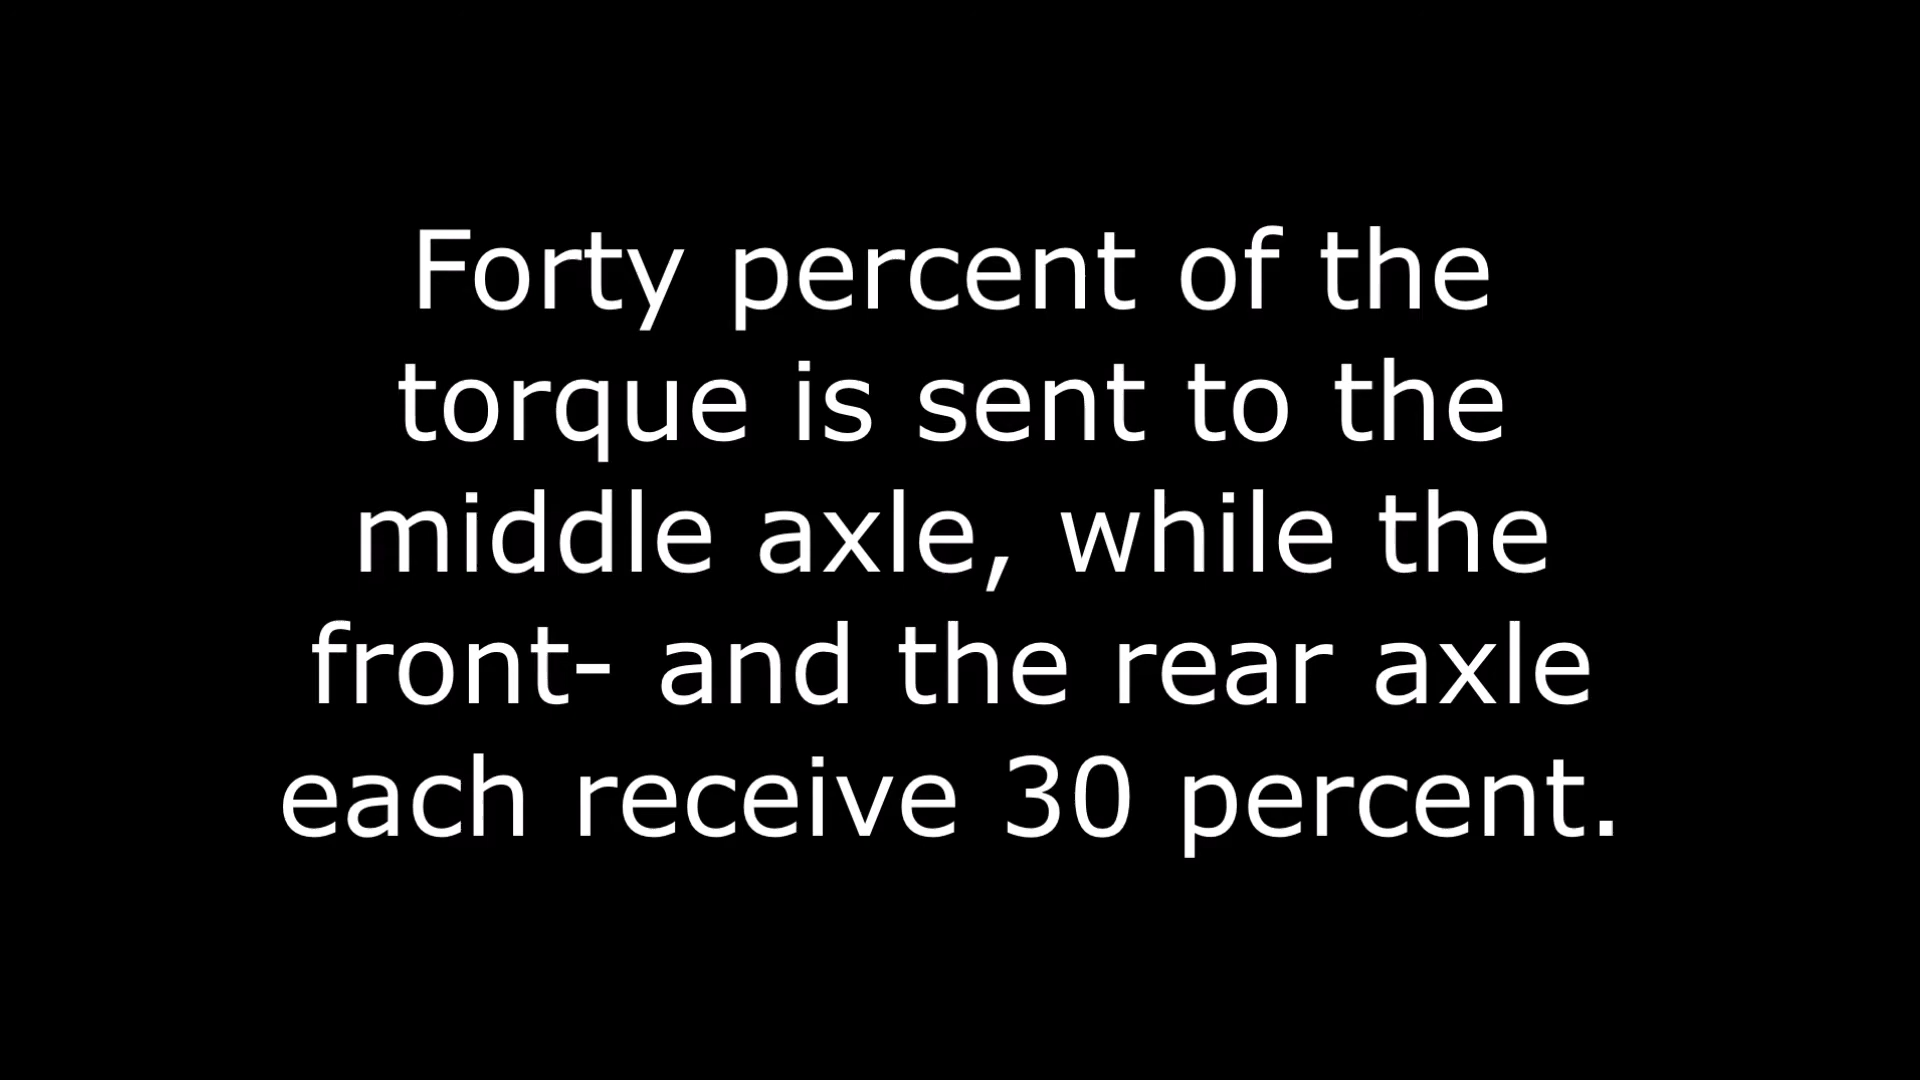 Forty percent of the
torque is sent to the
middle axle, while the
front- and the rear axle
each receive 30 percent.